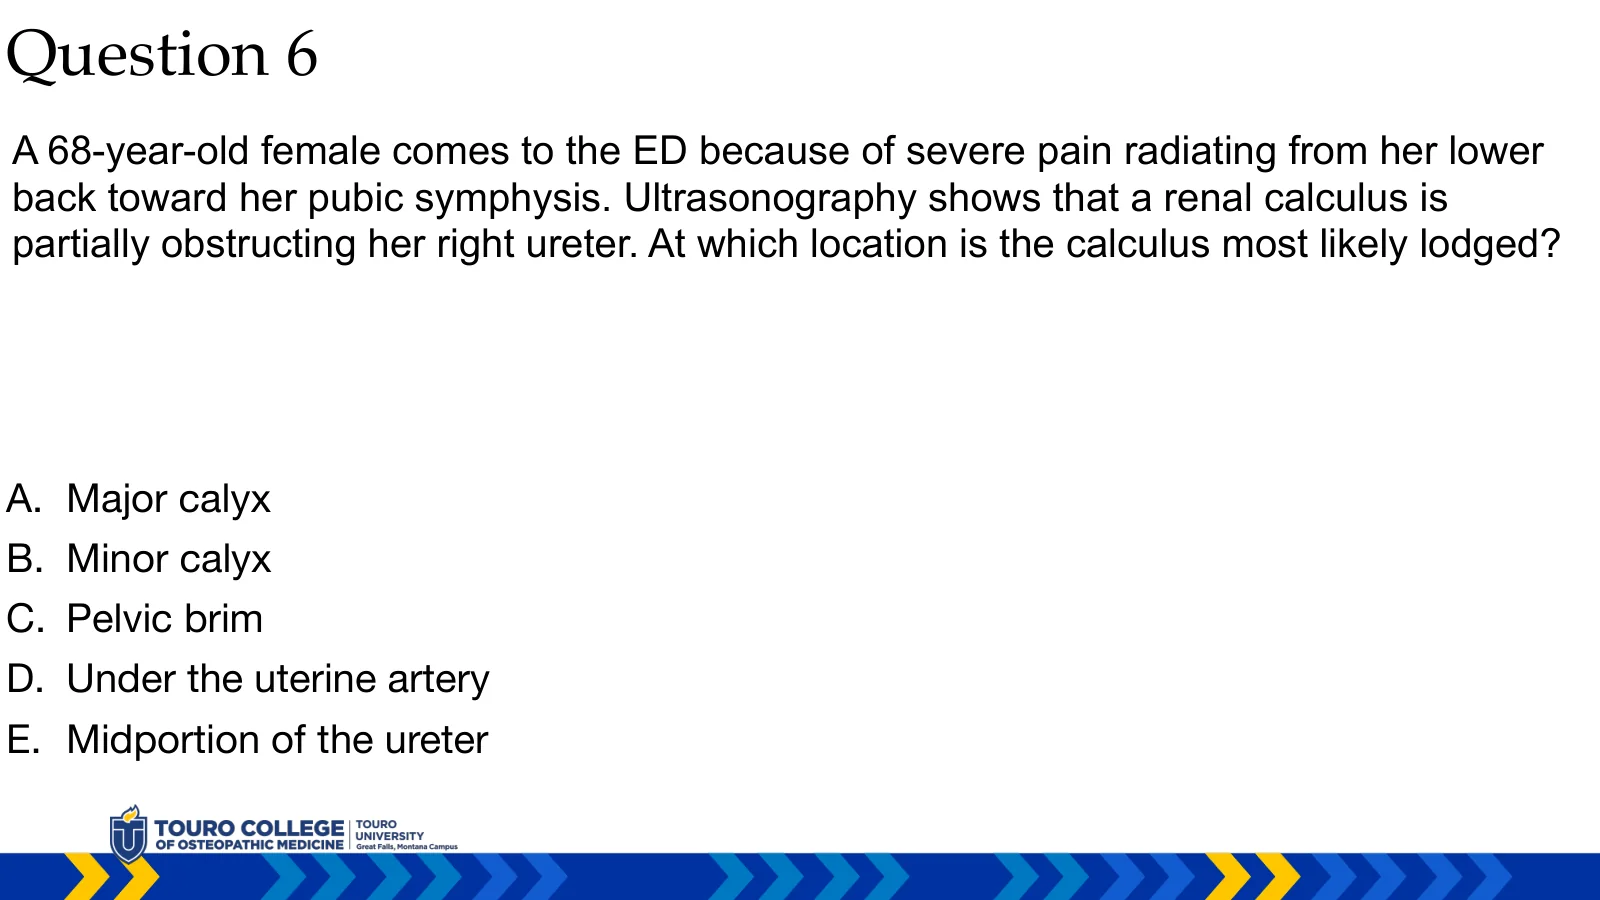 Question 6
A 68-year-old female comes to the ED because of severe pain radiating from her lower
back toward her pubic symphysis. Ultrasonography shows that a renal calculus is
partially obstructing her right ureter. At which location is the calculus most likely lodged?
A. Major calyx
B. Minor calyx
C. Pelvic brim
D. Under the uterine artery
E. Midportion of the ureter
TOURO COLLEGE
OF OSTEOPATHIC MEDICINE
TOURO
UNIVERSITY
Great Falls, Montana Campus